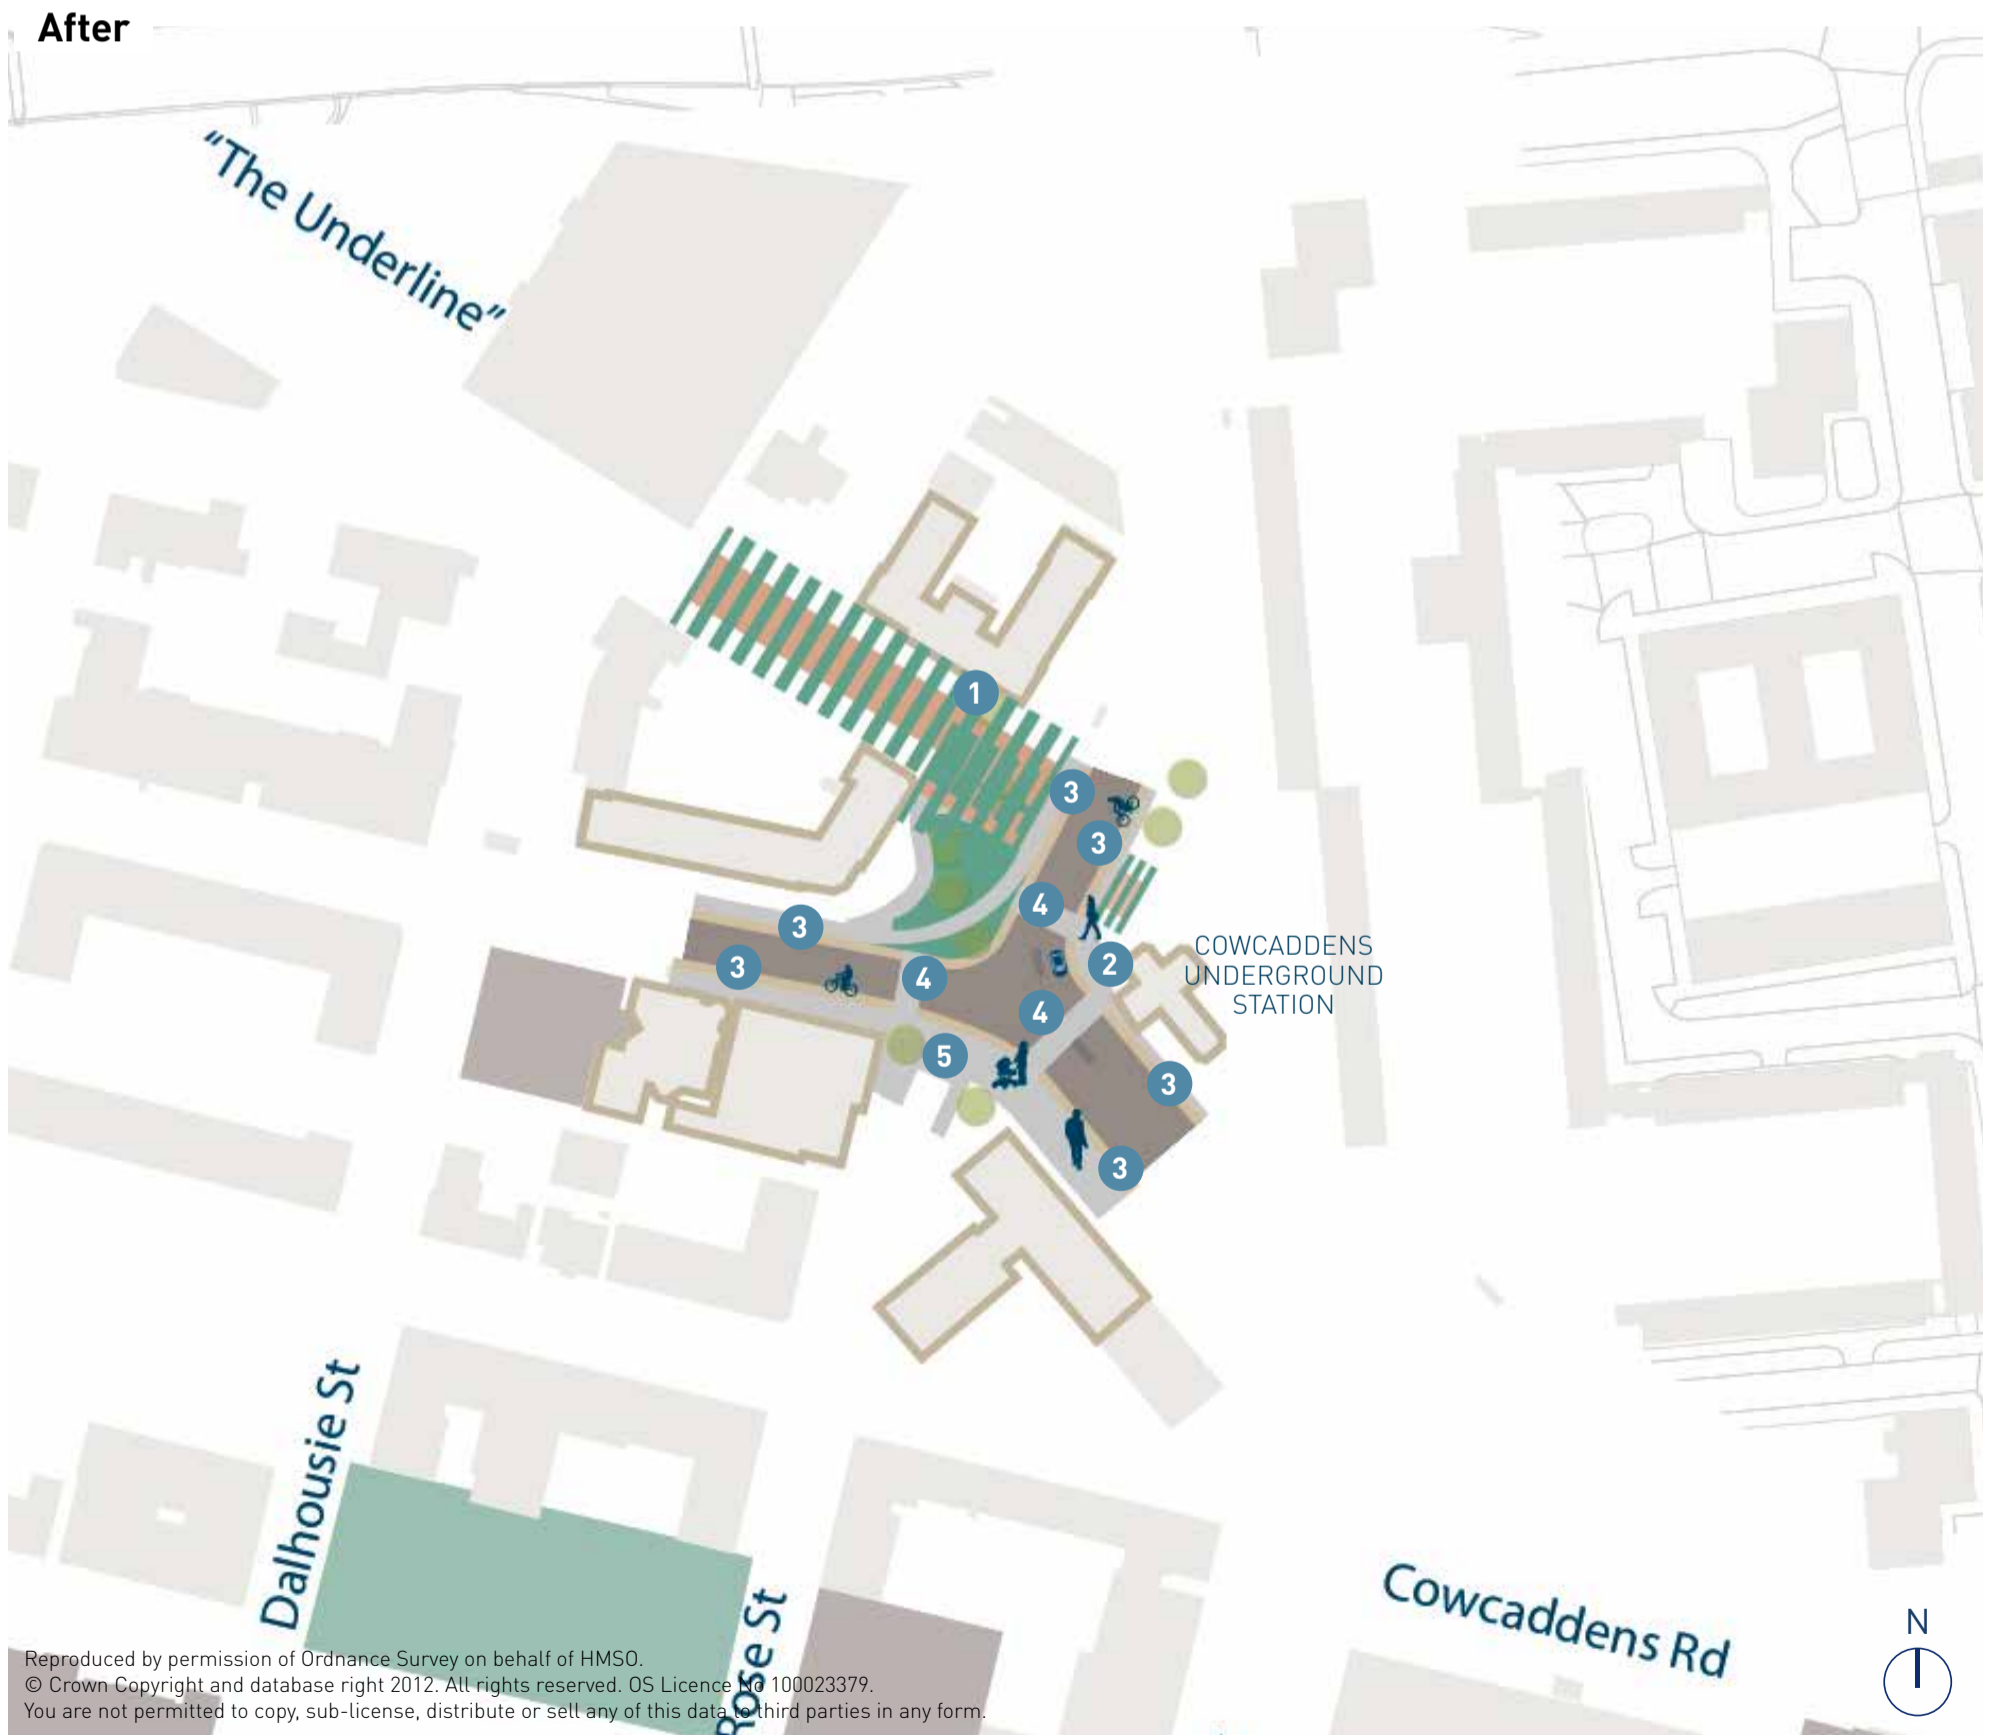 After
“The Underline”
1
3
3
4
3
3
4
2
COWCADDENS
UNDERGROUND
STATION
4
5
3
3
Dalhousie St
Rose St
Cowcaddens Rd
N
Reproduced by permission of Ordnance Survey on behalf of HMSO.
© Crown Copyright and database right 2012. All rights reserved. OS Licence No 100023379.
You are not permitted to copy, sub-license, distribute or sell any of this data to third parties in any form.